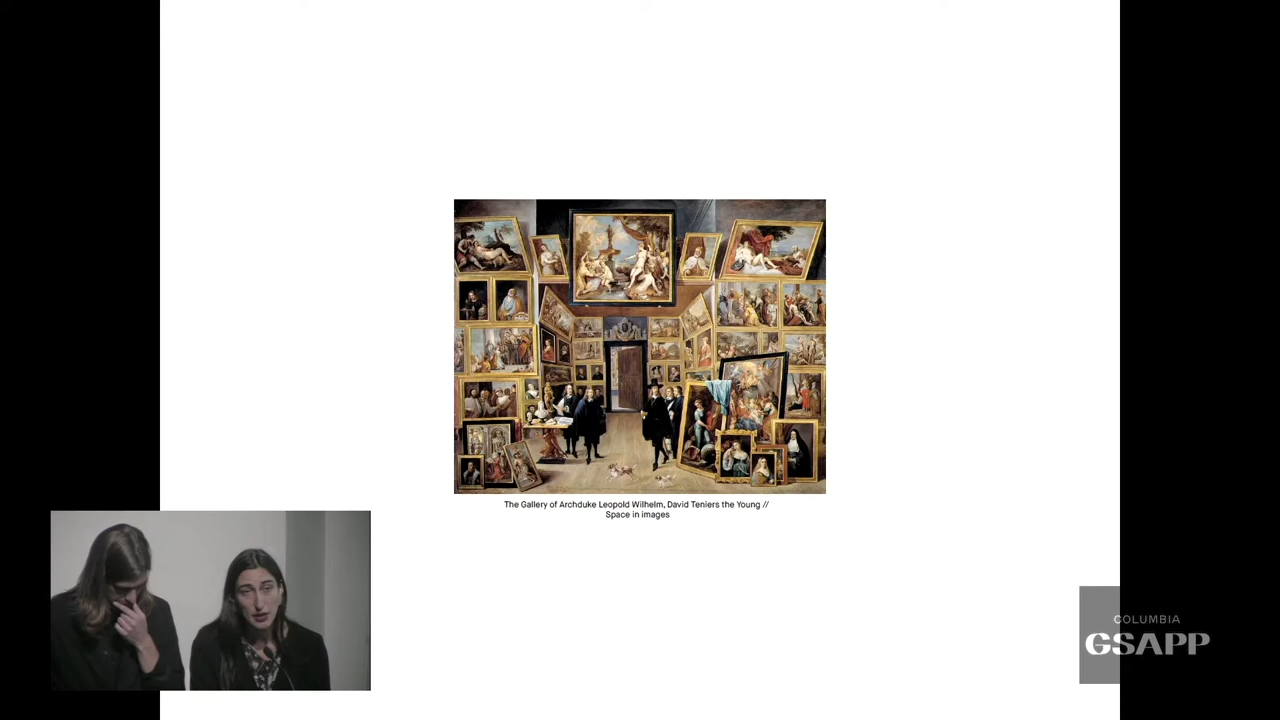 The Gallery of Archduke Leopold Wilhelm, David Teniers the Young //
Space in images
COLUMBIA
GSAPP